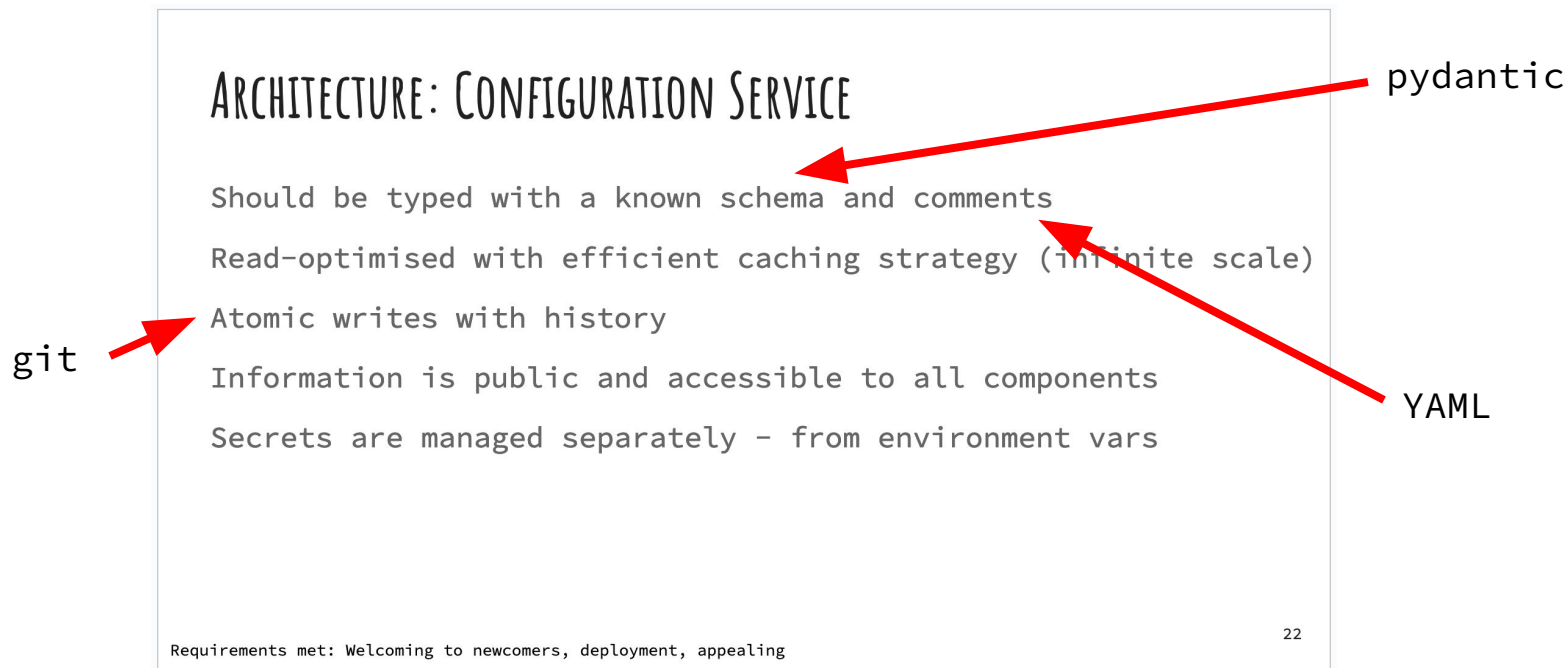 ARCHITECTURE: CONFIGURATION SERVICE
pydantic
Should be typed with a known schema and comments
Read-optimised with efficient caching strategy (infinite scale)
Atomic writes with history
git
Information is public and accessible to all components
YAML
Secrets are managed separately - from environment vars
22
Requirements met: Welcoming to newcomers, deployment, appealing